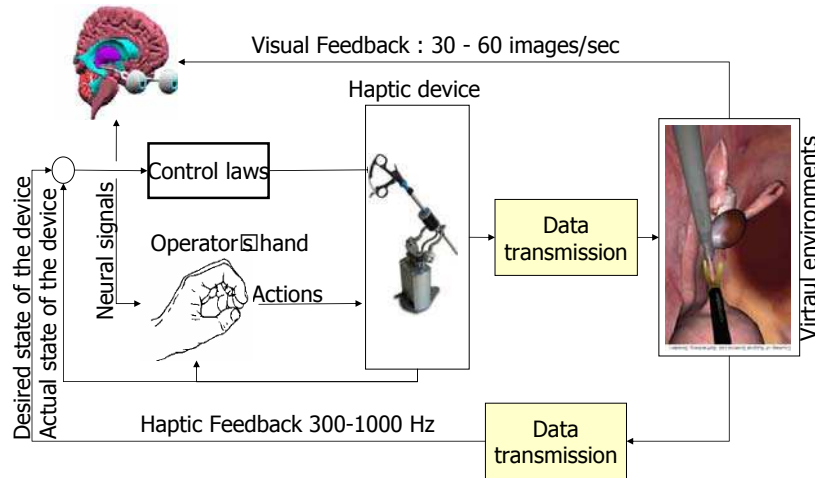 Visual Feedback : 30 - 60 images/sec
Haptic device
Control laws
Data
transmission
Operator s hand
Actions
Neural signals
Desired state of the device
Actual state of the device
Virtaul environments
Haptic Feedback 300-1000 Hz
Data
transmission